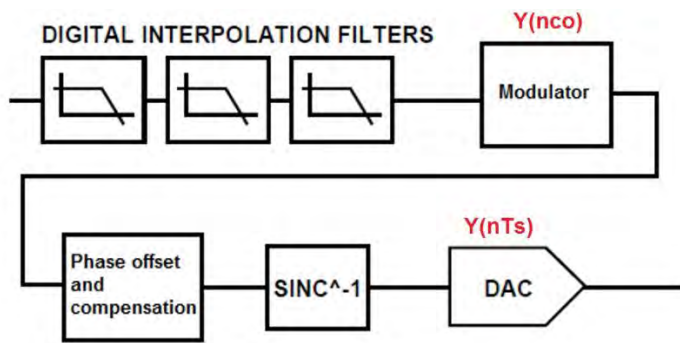 Y(nco)
DIGITAL INTERPOLATION FILTERS
Modulator
Y(nTs)
Phase offset
and
compensation
SINC^-1
DAC